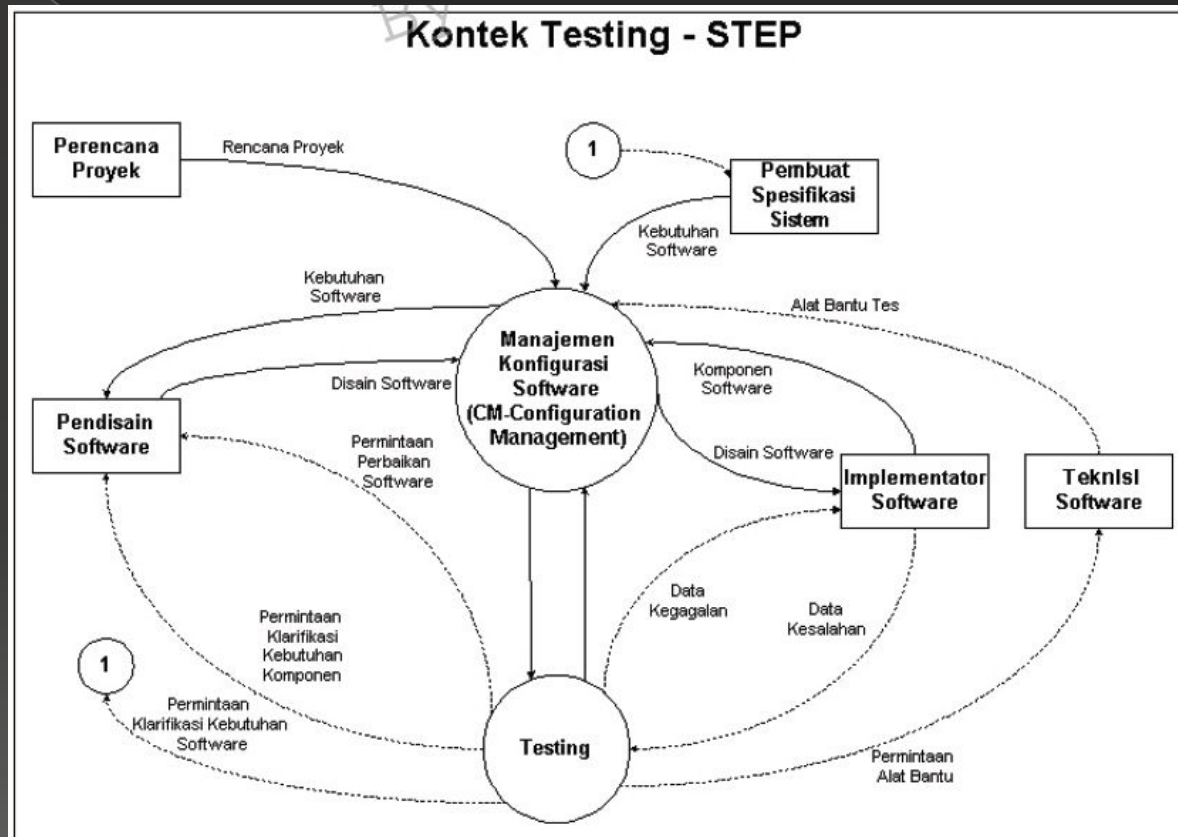 By
Kontek Testing - STEP
Perencana
Proyek
Rencana Proyek
1
Pembuat
Spesifikasi
Sistem
Kebutuhan
Software
Kebutuhan
Software
Alat Bantu Tes
Manajemen
Konfigurasi
Software
(CM-Configuration
Management)
Komponen
Software
Disain Software
Pendisain
Software
Permintaan
Perbaikan
Software
Disain Software
Implementator
Software
Teknisi
Software
Data
Kegagalan
Data
Kesalahan
Permintaan
Klarifikasi
Kebutuhan
Komponen
1
Permintaan
Klarifikasi Kebutuhan
Software
Testing
Permintaan
Alat Bantu